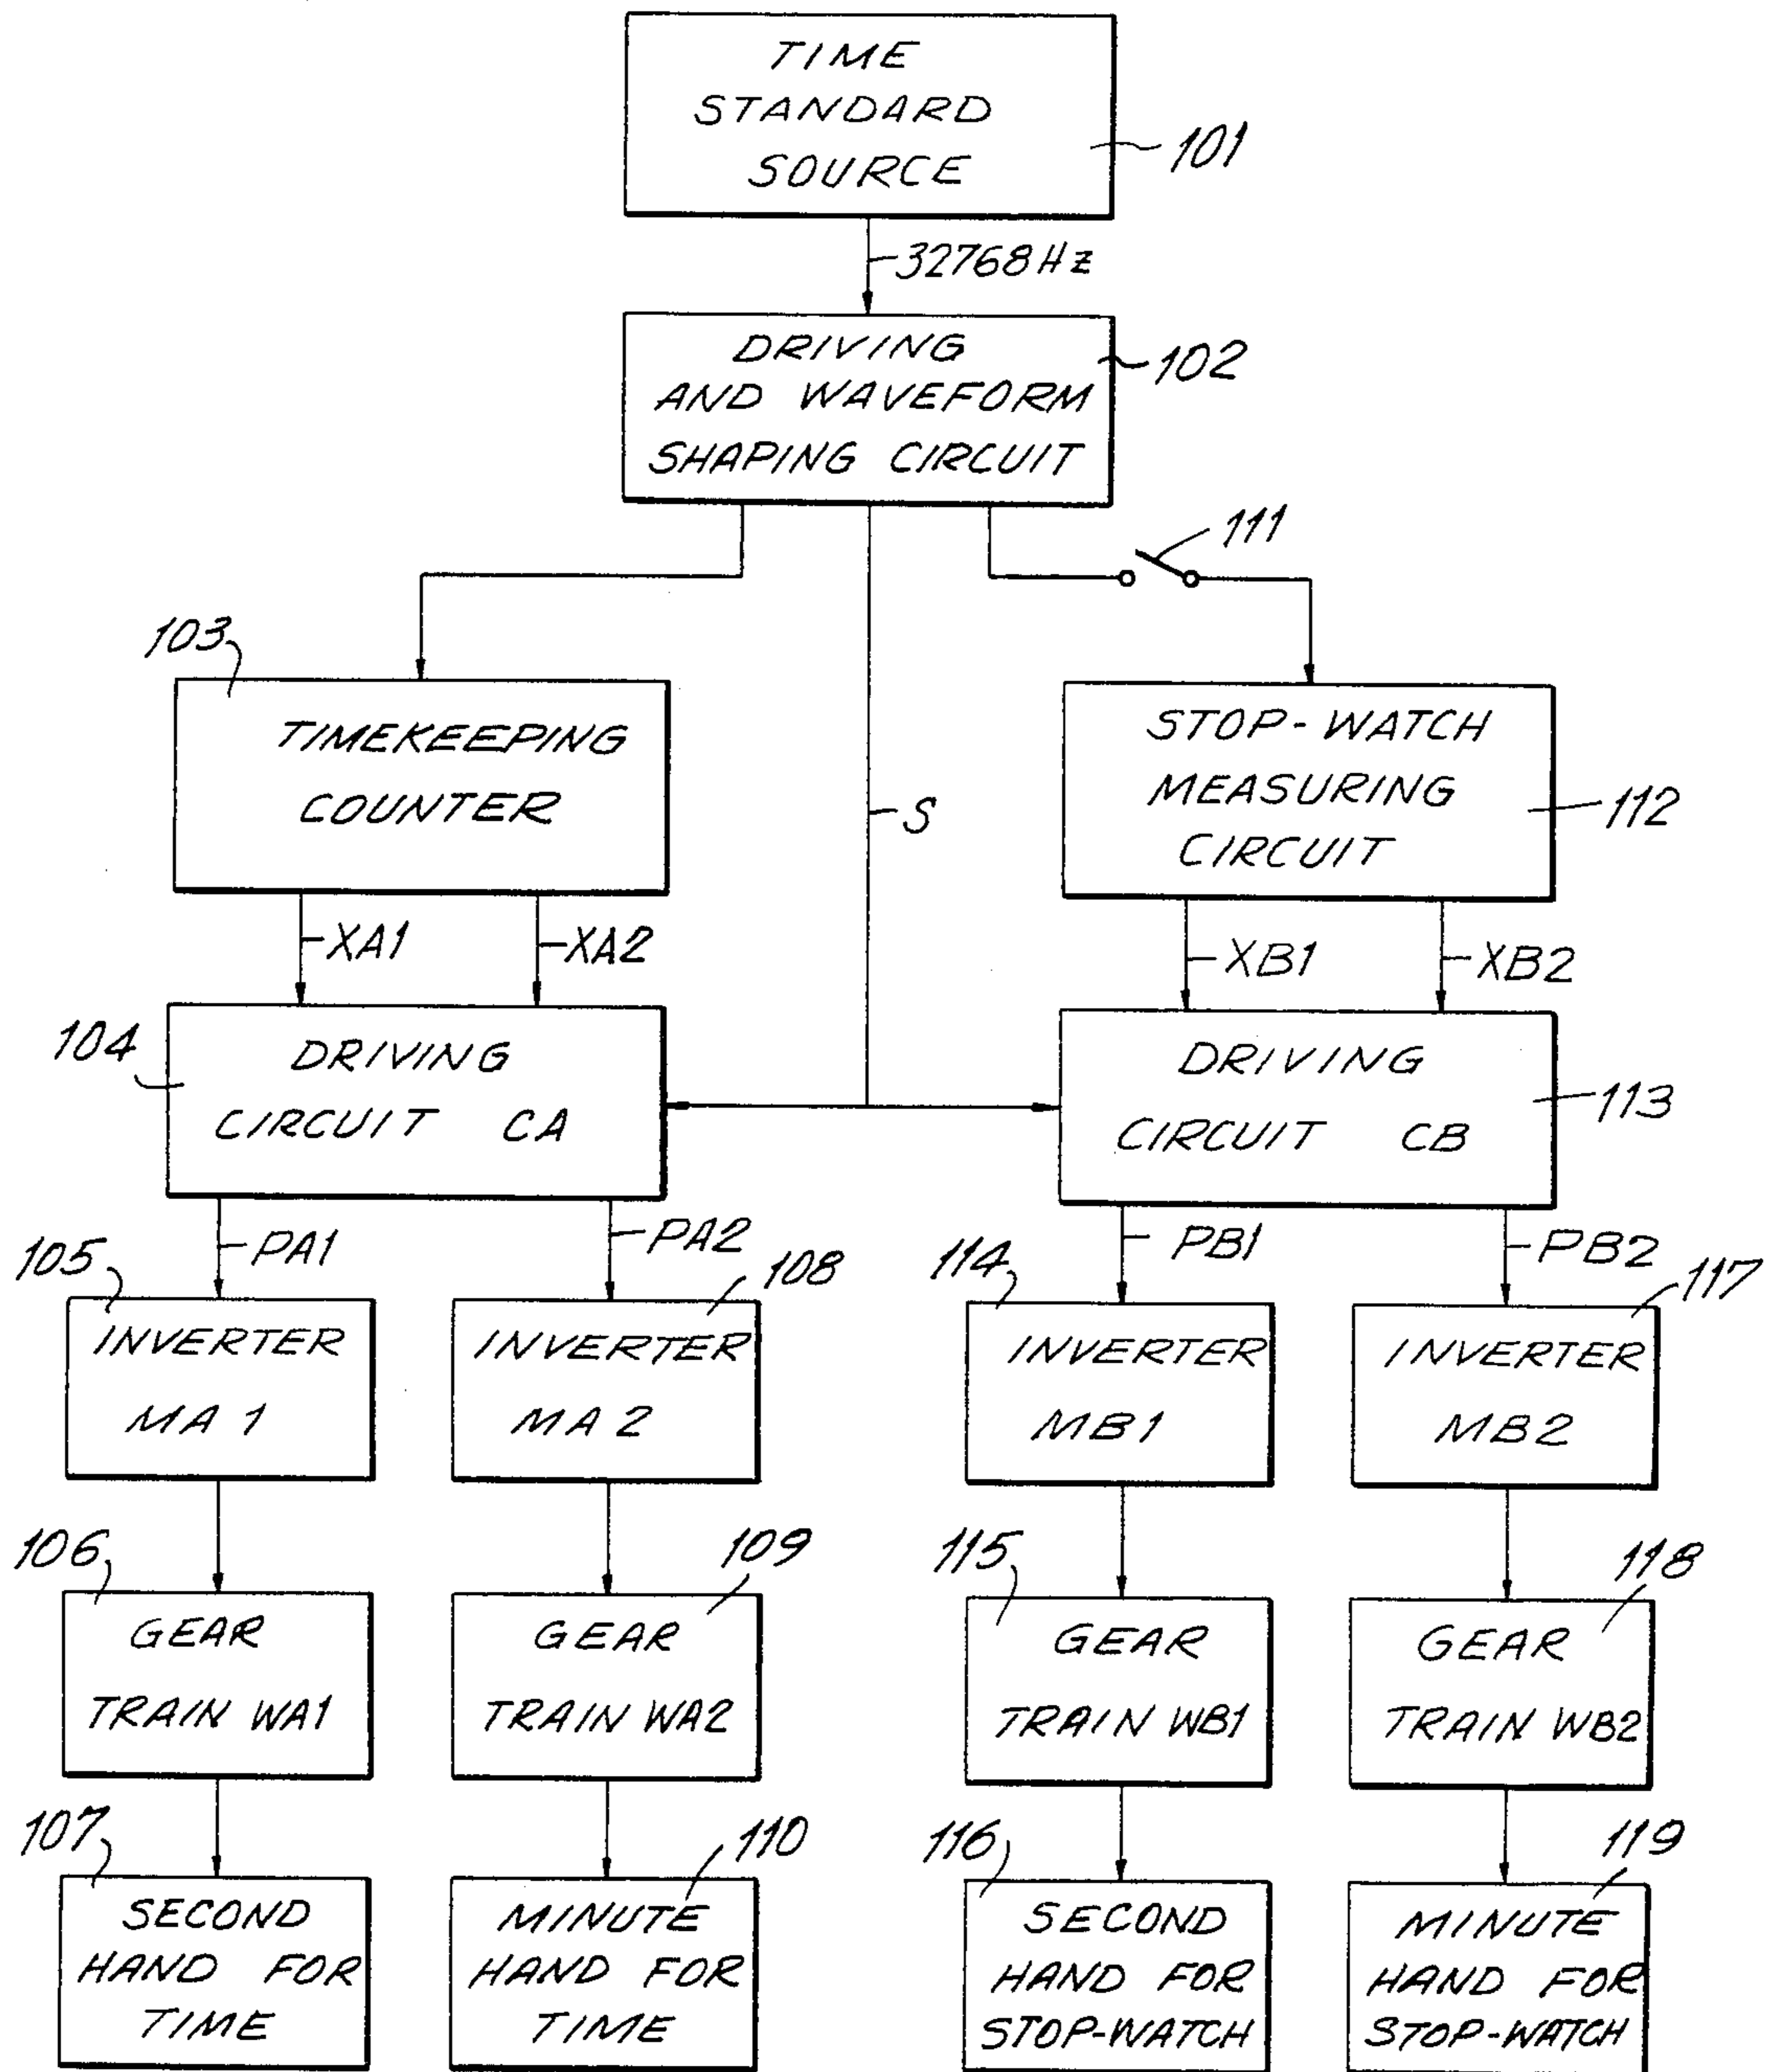 TIME
STANDARD
SOURCE
101
32768Hz
DRIVING
AND WAVEFORM
SHAPING CIRCUIT
102
111
103
TIMEKEEPING
COUNTER
S
STOP-WATCH
MEASURING
CIRCUIT
112
XA1
XA2
XB1
XB2
104
DRIVING
CIRCUIT CA
DRIVING
CIRCUIT CB
113
PA1
PA2
PB1
PB2
105
INVERTER
MA1
108
INVERTER
MA2
114
INVERTER
MB1
117
INVERTER
MB2
106
GEAR
TRAIN WA1
109
GEAR
TRAIN WA2
115
GEAR
TRAIN WB1
118
GEAR
TRAIN WB2
107
SECOND
HAND FOR
TIME
110
MINUTE
HAND FOR
TIME
116
SECOND
HAND FOR
STOP-WATCH
119
MINUTE
HAND FOR
STOP-WATCH